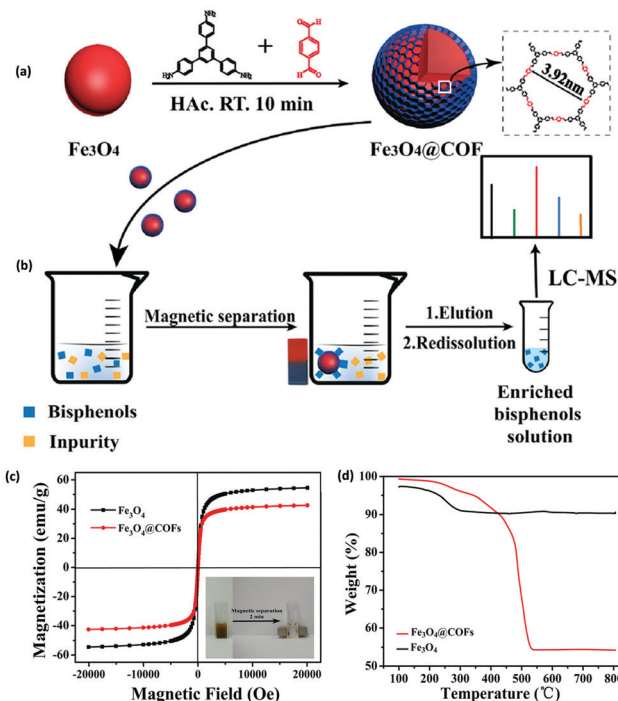 (a)
NH₂
NH₂
NH₂
+
O
O
HAc. RT. 10 min
Fe₃O₄
Fe₃O₄@COF
3.92nm
(b)
Magnetic separation
1.Elution
2.Redissolution
LC-MS
Enriched
bisphenols
solution
Bisphenols
Inpurity
(c)
Magnetization (emu/g)
60
40
20
0
-20
-40
-60
Fe₃O₄
Fe₃O₄@COFs
Magnetic separation
2 min
-20000 -10000 0 10000 20000
Magnetic Field (Oe)
(d)
Weight (%)
100
90
80
70
60
50
Fe₃O₄@COFs
Fe₃O₄
100 200 300 400 500 600 700 800
Temperature (℃)